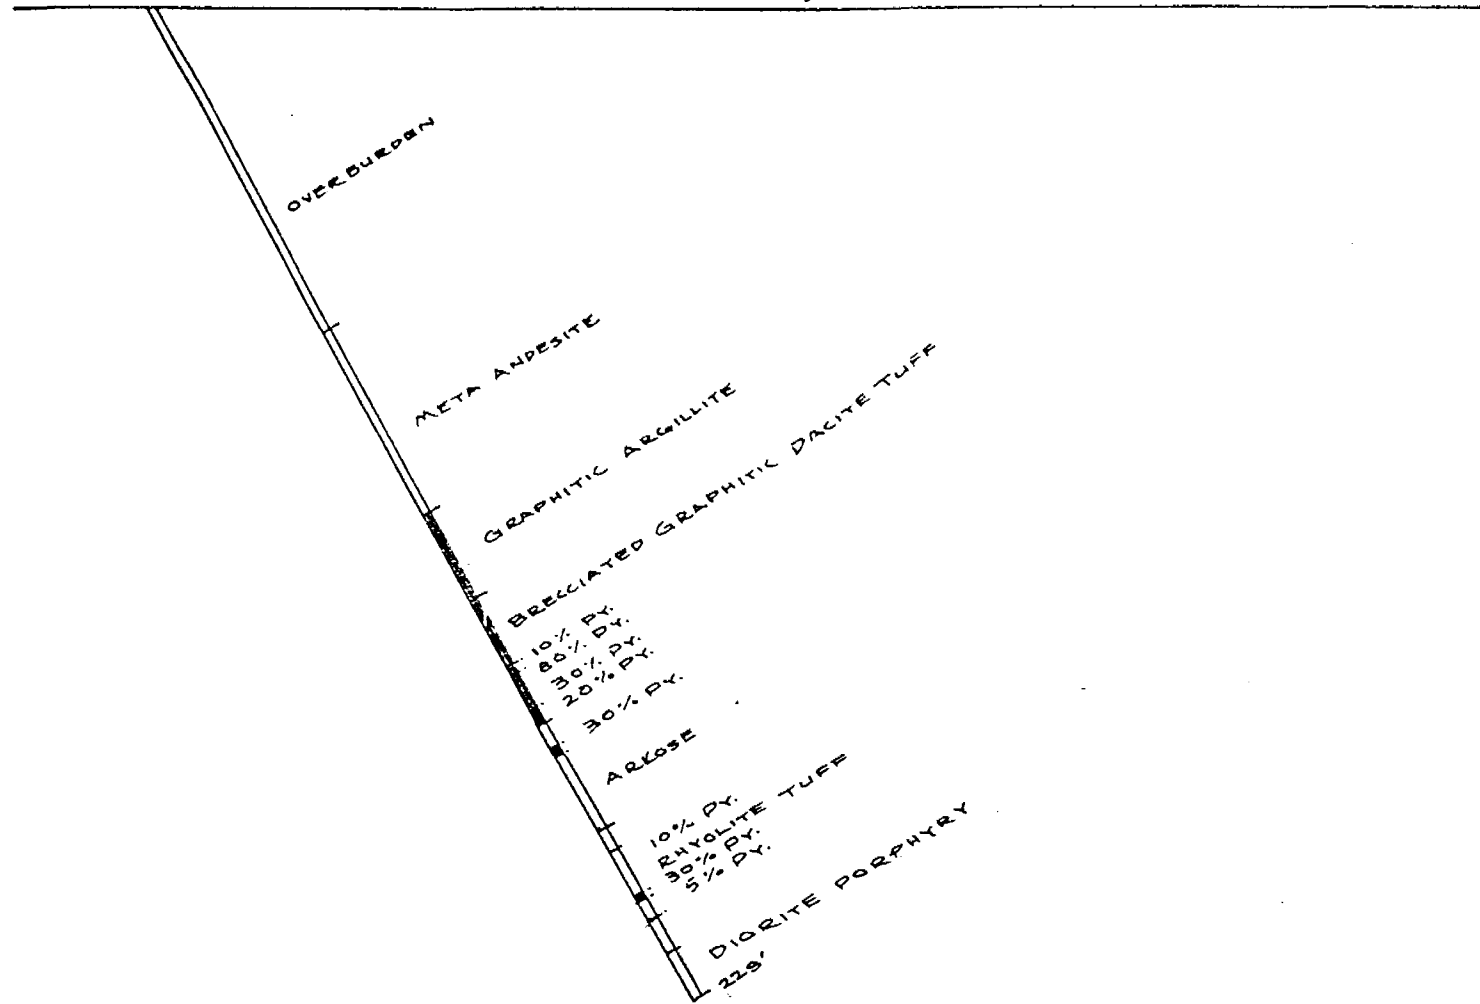 OVERBURDEN
META ANDESITE
GRAPHITIC ARGILLITE
BRECCIATED GRAPHITIC DACITE TUFF
10% PY.
80% PY.
30% PY.
20% PY.
30% PY.
ARKOSE
10% PY.
RHYOLITE TUFF
30% PY.
5% PY.
DIORITE PORPHYRY
229'